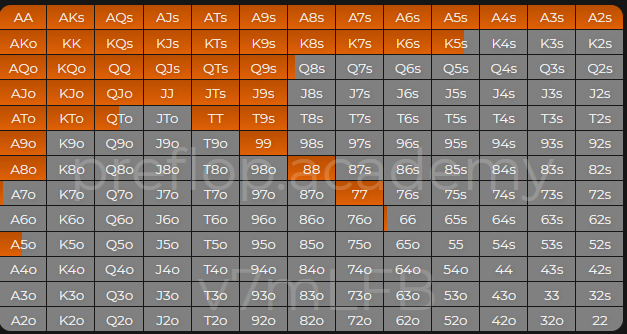 AA AKs AQs AJs ATs A9s A8s A7s A6s A5s A4s A3s A2s
AKo KK KQs KJs KTs K9s K8s K7s K6s K5s K4s K3s K2s
AQo KQo QQ QJs QTs Q9s Q8s Q7s Q6s Q5s Q4s Q3s Q2s
AJo KJo QJo JJ JTs J9s J8s J7s J6s J5s J4s J3s J2s
ATo KTo QTo JTo TT T9s T8s T7s T6s T5s T4s T3s T2s
A9o K9o Q9o J9o T9o 99 98s 97s 96s 95s 94s 93s 92s
preflop.academy
A8o K8o Q8o J8o T8o 98o 88 87s 86s 85s 84s 83s 82s
A7o K7o Q7o J7o T7o 97o 87o 77 76s 75s 74s 73s 72s
A6o K6o Q6o J6o T6o 96o 86o 76o 66 65s 64s 63s 62s
A5o K5o Q5o J5o T5o 95o 85o 75o 65o 55 54s 53s 52s
A4o K4o Q4o J4o T4o 94o 84o 74o 64o 54o 44 43s 42s
v7mLFB
A3o K3o Q3o J3o T3o 93o 83o 73o 63o 53o 43o 33 32s
A2o K2o Q2o J2o T2o 92o 82o 72o 62o 52o 42o 32o 22